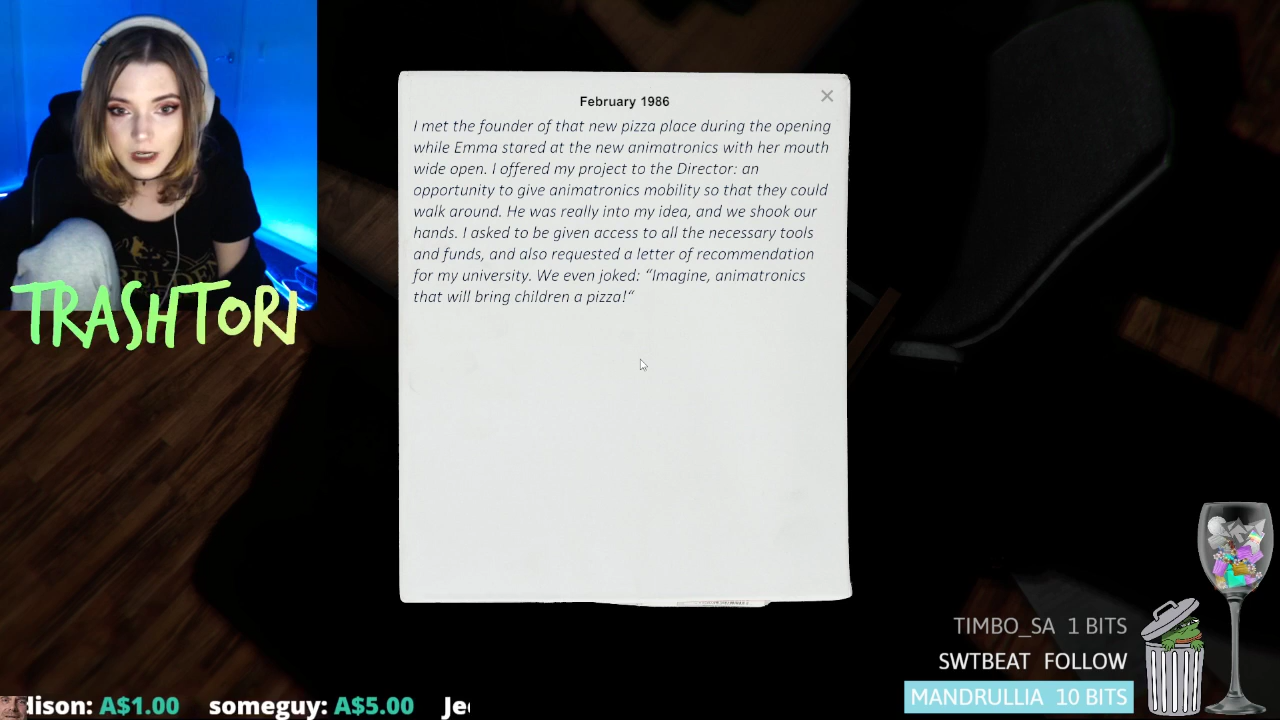 February 1986
I met the founder of that new pizza place during the opening
while Emma stared at the new animatronics with her mouth
wide open. I offered my project to the Director: an
opportunity to give animatronics mobility so that they could
walk around. He was really into my idea, and we shook our
hands. I asked to be given access to all the necessary tools
and funds, and also requested a letter of recommendation
for my university. We even joked: “Imagine, animatronics
that will bring children a pizza!“
TRASHTORI
TIMBO_SA 1 BITS
SWTBEAT FOLLOW
MANDRULLIA 10 BITS
dison: A$1.00 someguy: A$5.00 Je